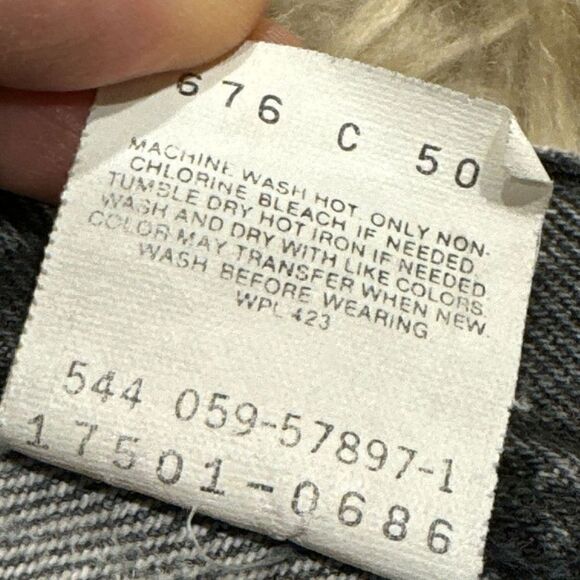 676 C 50
MACHINE WASH HOT. ONLY NON-
CHLORINE BLEACH IF NEEDED.
TUMBLE DRY HOT IRON IF NEEDED
WASH AND DRY WITH LIKE COLORS.
COLOR MAY TRANSFER WHEN NEW.
WASH BEFORE WEARING
WPL 423
544 059-57897-1
17501-0686